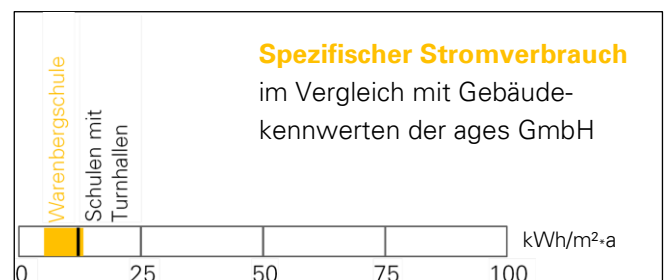 Spezifischer Stromverbrauch
im Vergleich mit Gebäude-
kennwerten der ages GmbH
Warenbergschule
Schulen mit
Turnhallen
kWh/m²*a
0 25 50 75 100